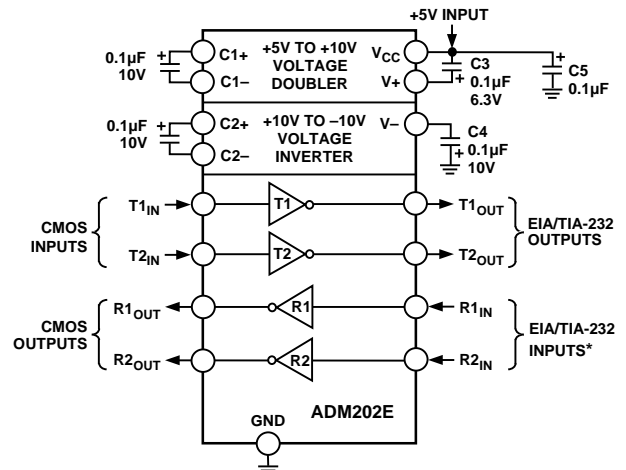 +5V INPUT
0.1µF
10V
+
C1+
C1–
+5V TO +10V
VOLTAGE
DOUBLER
VCC
V+
C3
0.1µF
6.3V
+
+
C5
0.1µF
0.1µF
10V
+
C2+
C2–
+10V TO –10V
VOLTAGE
INVERTER
V–
C4
0.1µF
10V
+
CMOS
INPUTS
T1IN
T1
T1OUT
EIA/TIA-232
OUTPUTS
T2IN
T2
T2OUT
CMOS
OUTPUTS
R1OUT
R1
R1IN
EIA/TIA-232
INPUTS*
R2OUT
R2
R2IN
GND
ADM202E